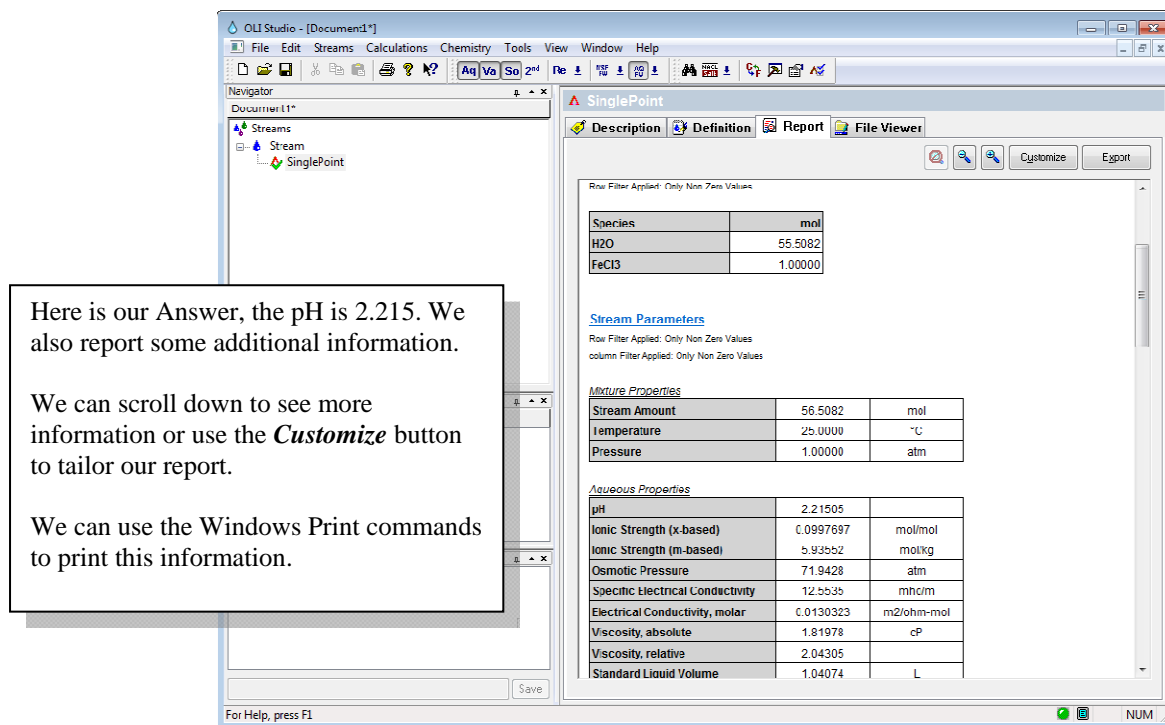 OLI Studio - [Document1*]
File Edit Streams Calculations Chemistry Tools View Window Help
Aq Va So 2nd Re
Navigator
Document1*
Streams
Stream
SinglePoint
SinglePoint
Description Definition Report File Viewer
Customize Export
Row Filter Applied: Only Non Zero Values
Species mol
H2O 55.5082
FeCl3 1.00000
Stream Parameters
Row Filter Applied: Only Non Zero Values
column Filter Applied: Only Non Zero Values
Mixture Properties
Stream Amount 56.5082 mol
Temperature 25.0000 °C
Pressure 1.00000 atm
Aqueous Properties
pH 2.21505
Ionic Strength (x-based) 0.0997697 mol/mol
Ionic Strength (m-based) 5.93552 mol/kg
Osmotic Pressure 71.9428 atm
Specific Electrical Conductivity 12.5535 mho/m
Electrical Conductivity, molar 0.0130323 m2/ohm-mol
Viscosity, absolute 1.81978 cP
Viscosity, relative 2.04305
Standard Liquid Volume 1.04074 L
Here is our Answer, the pH is 2.215. We
also report some additional information.
We can scroll down to see more
information or use the Customize button
to tailor our report.
We can use the Windows Print commands
to print this information.
Save
For Help, press F1
NUM